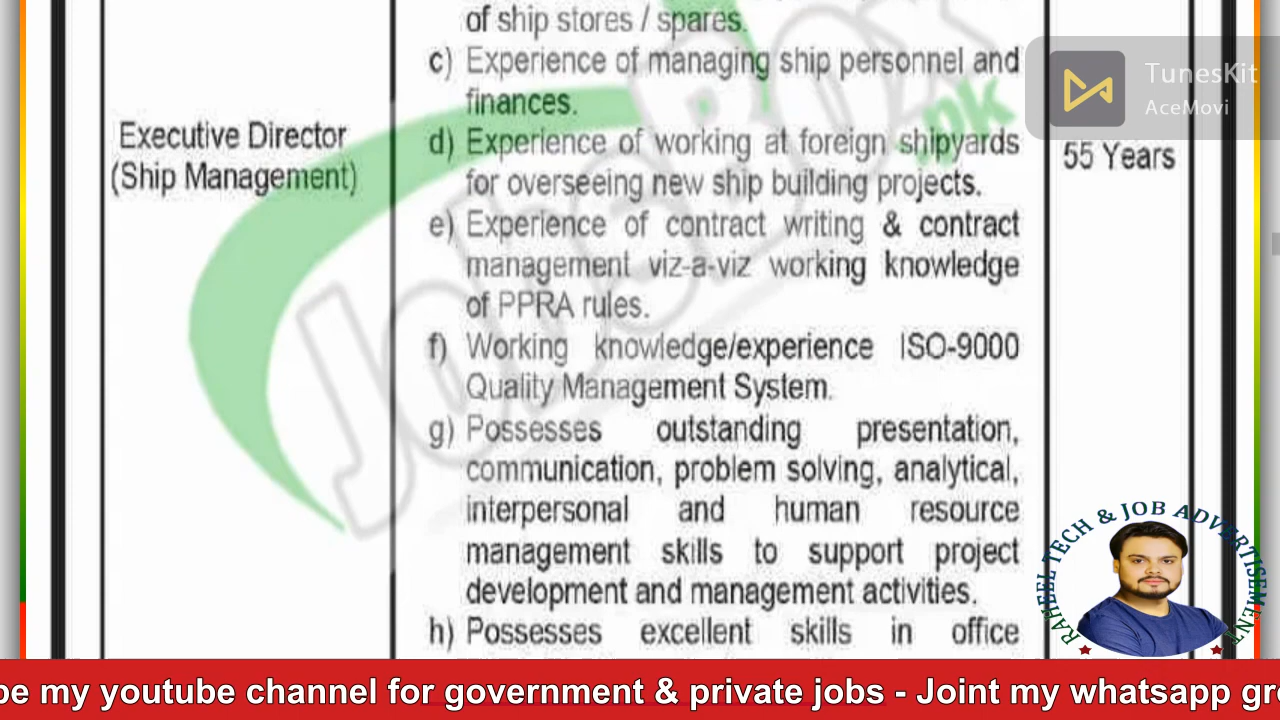 of ship stores / spares.
c) Experience of managing ship personnel and
finances.
Executive Director
(Ship Management)
d) Experience of working at foreign shipyards
for overseeing new ship building projects.
55 Years
e) Experience of contract writing & contract
management viz-a-viz working knowledge
of PPRA rules.
f) Working knowledge/experience ISO-9000
Quality Management System.
g) Possesses outstanding presentation,
communication, problem solving, analytical,
interpersonal and human resource
management skills to support project
development and management activities.
h) Possesses excellent skills in office
TunesKit
AceMovi
JobsBox
.pk
RAHEEL TECH & JOB ADVERTISEMENT
be my youtube channel for government & private jobs - Joint my whatsapp gro